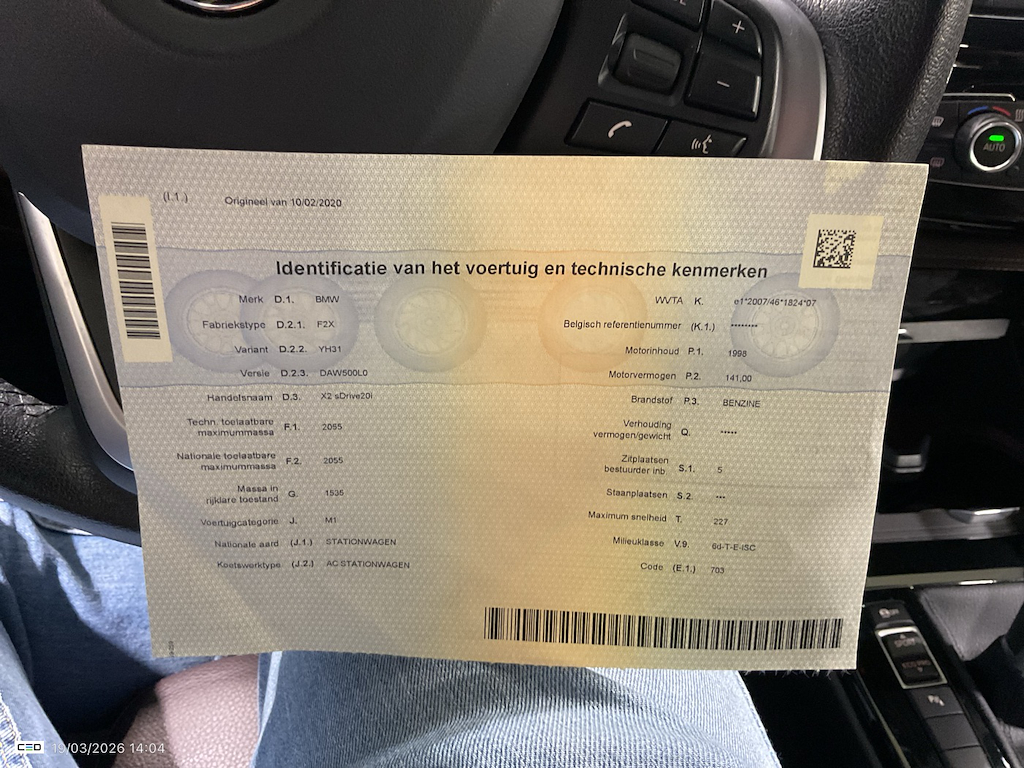 +
−
AUTO
(I.1.) Origineel van 10/02/2020
Identificatie van het voertuig en technische kenmerken
Merk D.1. BMW
Fabriekstype D.2.1. F2X
Variant D.2.2. YH31
Versie D.2.3. DAW500L0
Handelsnaam D.3. X2 sDrive20i
Techn. toelaatbare
maximummassa F.1. 2055
Nationale toelaatbare
maximummassa F.2. 2055
Massa in
rijklare toestand G. 1535
Voertuigcategorie J. M1
Nationale aard (J.1.) STATIONWAGEN
Koetswerktype (J.2.) AC-STATIONWAGEN
WVTA K. e1*2007/46*1824*07
Belgisch referentienummer (K.1.) ********
Motorinhoud P.1. 1998
Motorvermogen P.2. 141,00
Brandstof P.3. BENZINE
Verhouding
vermogen/gewicht Q. *****
Zitplaatsen
bestuurder inb. S.1. 5
Staanplaatsen S.2. ***
Maximum snelheid T. 227
Milieuklasse V.9. 6d-T-E-ISC
Code (E.1.) 703
SPORT
ECO PRO
CEO 19/03/2026 14:04